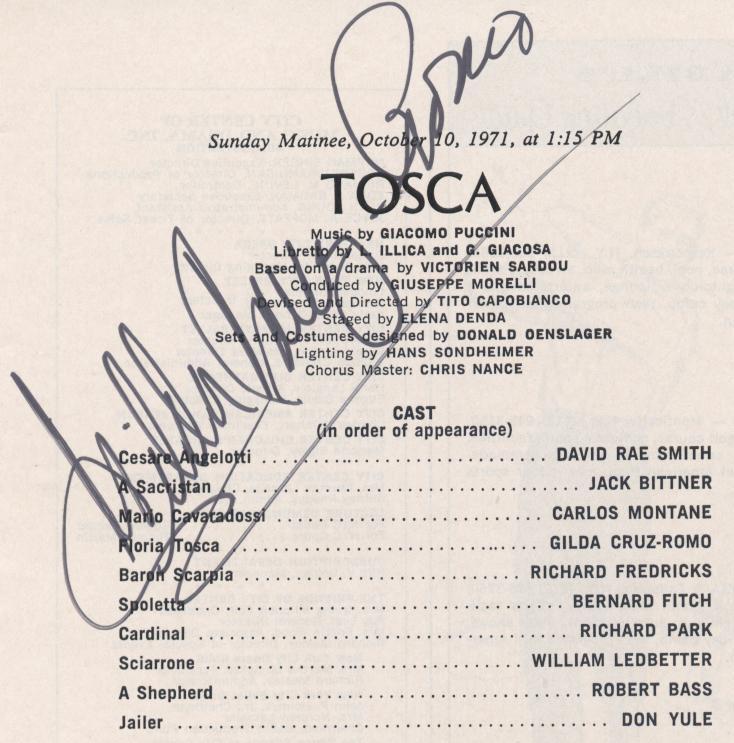 Sunday Matinee, October 10, 1971, at 1:15 PM
TOSCA
Music by GIACOMO PUCCINI
Libretto by L. ILLICA and G. GIACOSA
Based on a drama by VICTORIEN SARDOU
Conducted by GIUSEPPE MORELLI
Devised and Directed by TITO CAPOBIANCO
Staged by ELENA DENDA
Sets and Costumes designed by DONALD OENSLAGER
Lighting by HANS SONDHEIMER
Chorus Master: CHRIS NANCE
CAST
(in order of appearance)
Cesare Angelotti ........................ DAVID RAE SMITH
A Sacristan ........................ JACK BITTNER
Mario Cavaradossi ........................ CARLOS MONTANE
Floria Tosca ........................ GILDA CRUZ-ROMO
Baron Scarpia ........................ RICHARD FREDRICKS
Spoletta ........................ BERNARD FITCH
Cardinal ........................ RICHARD PARK
Sciarrone ........................ WILLIAM LEDBETTER
A Shepherd ........................ ROBERT BASS
Jailer ........................ DON YULE
Gilda Cruz-Romo